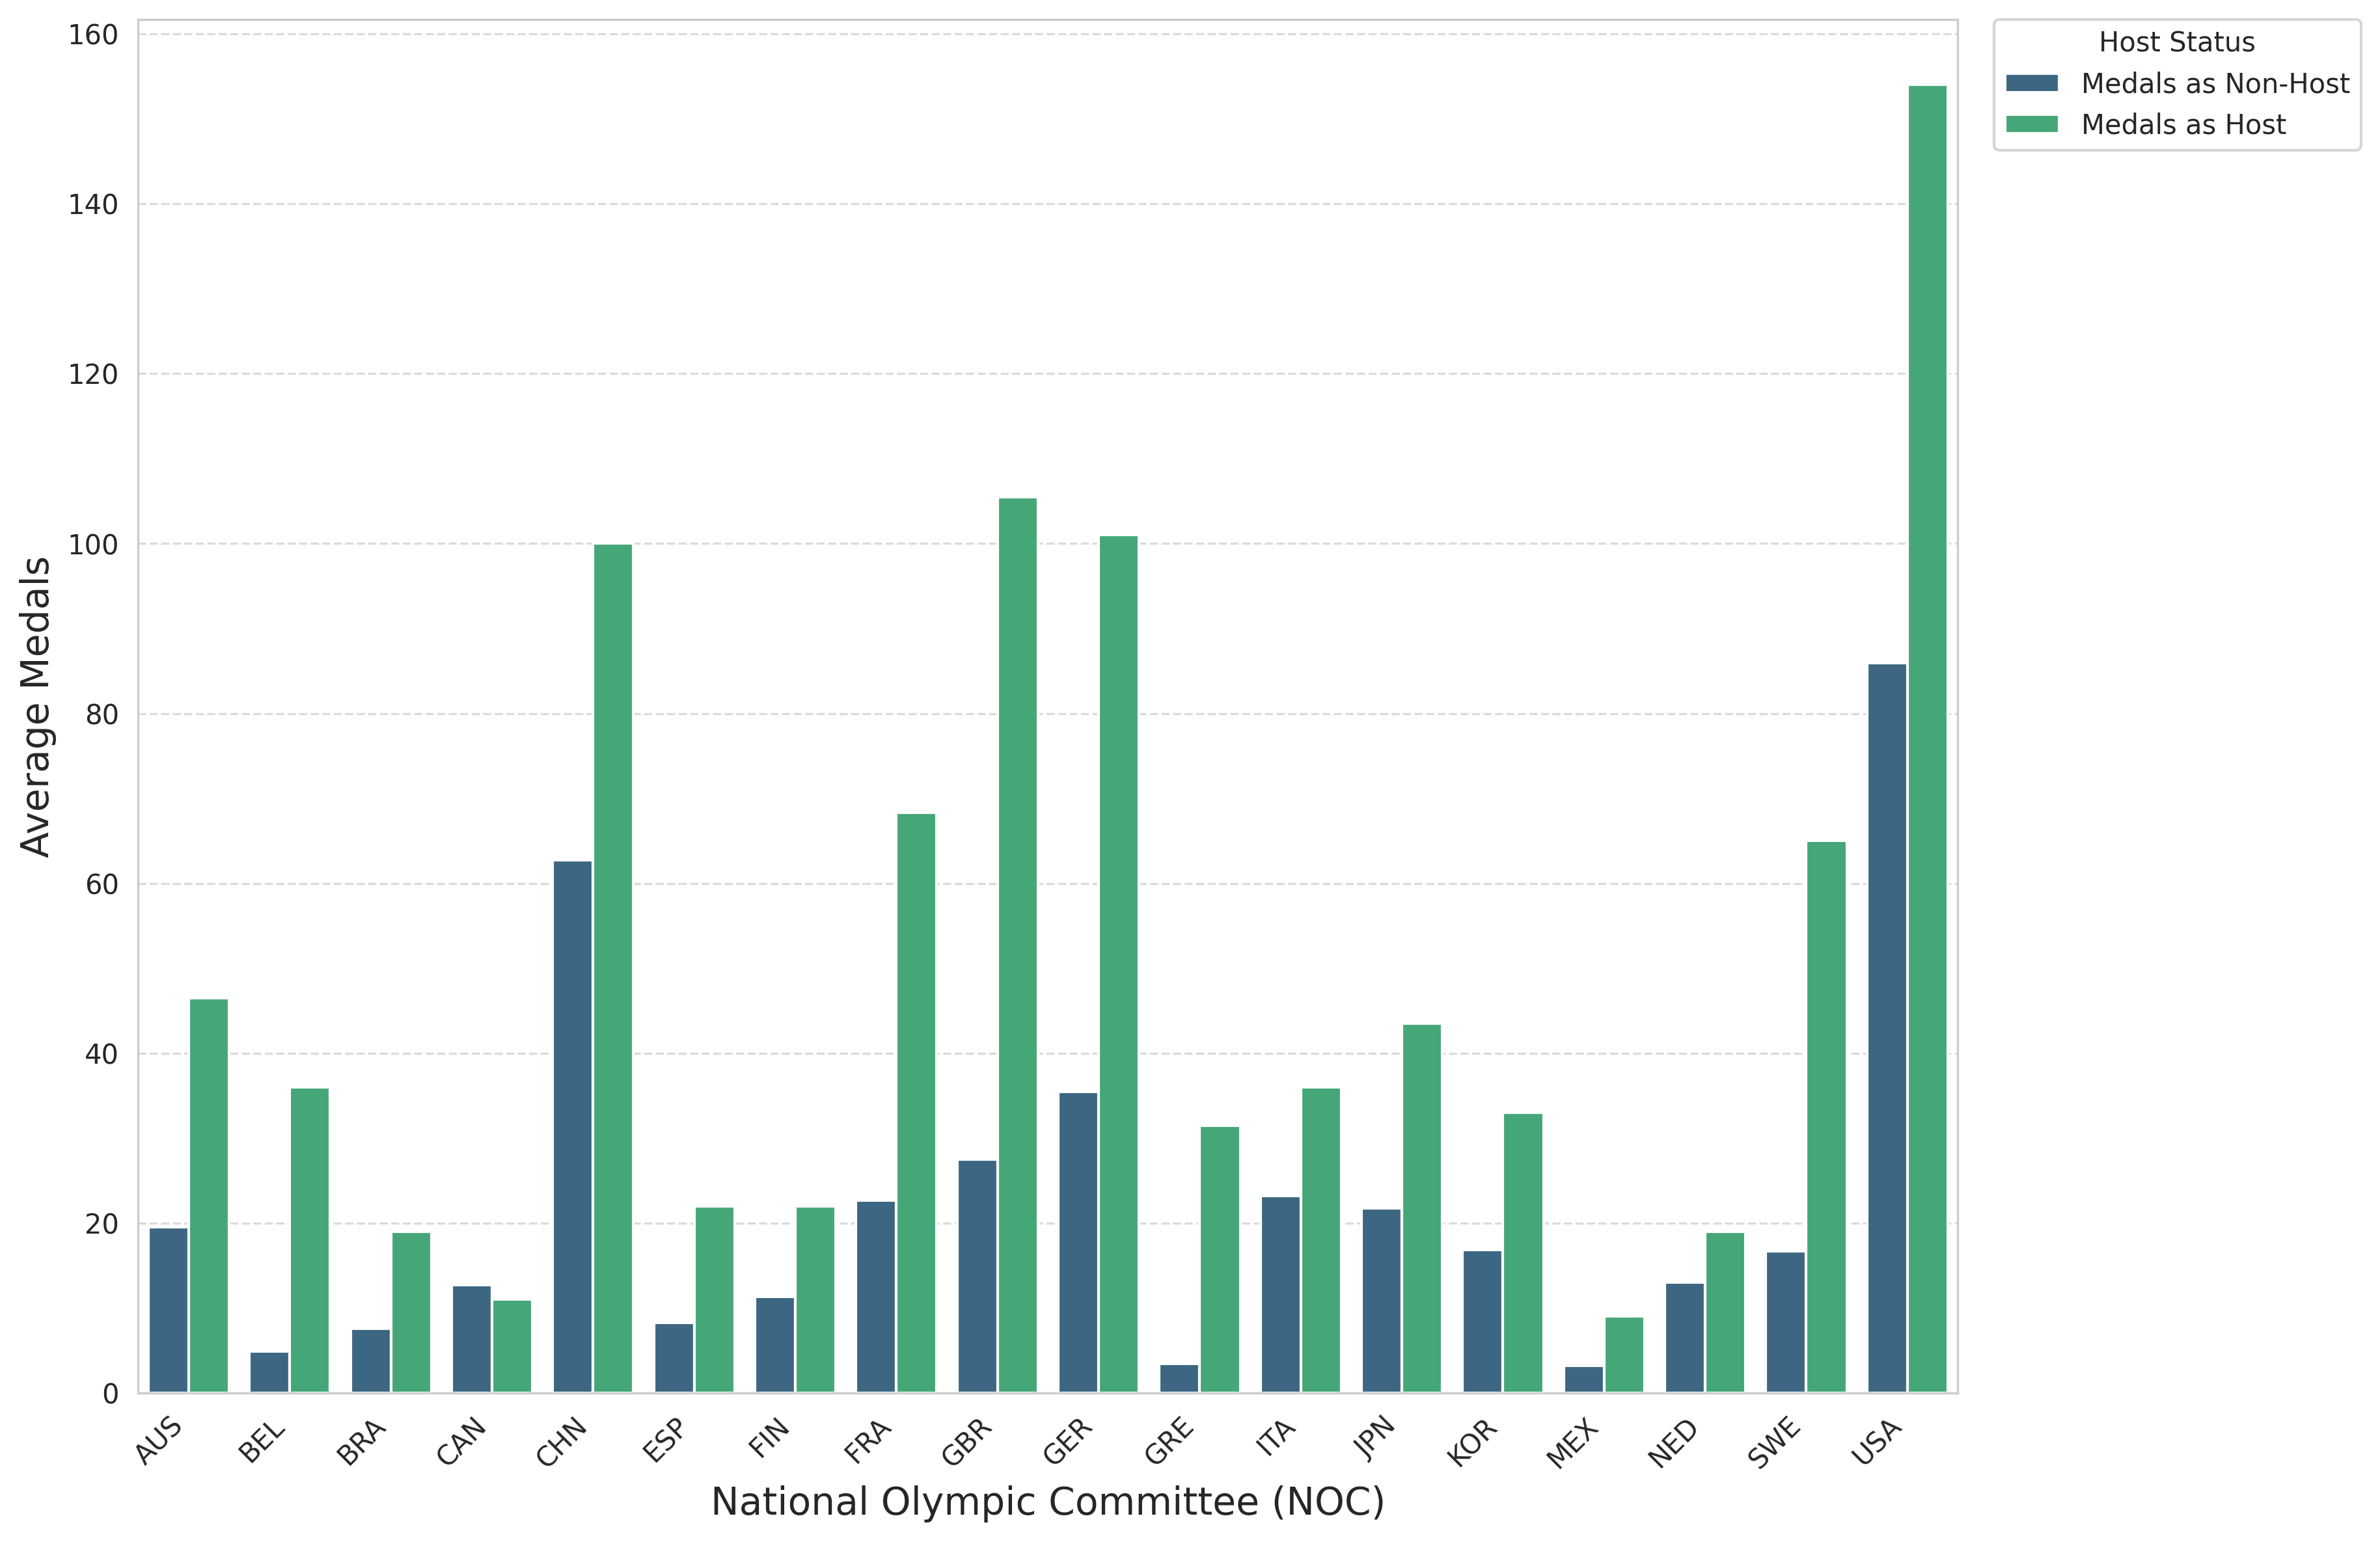 Host Status
Medals as Non-Host
Medals as Host
Average Medals
160
140
120
100
80
60
40
20
0
AUS
BEL
BRA
CAN
CHN
ESP
FIN
FRA
GBR
GER
GRE
ITA
JPN
KOR
MEX
NED
SWE
USA
National Olympic Committee (NOC)